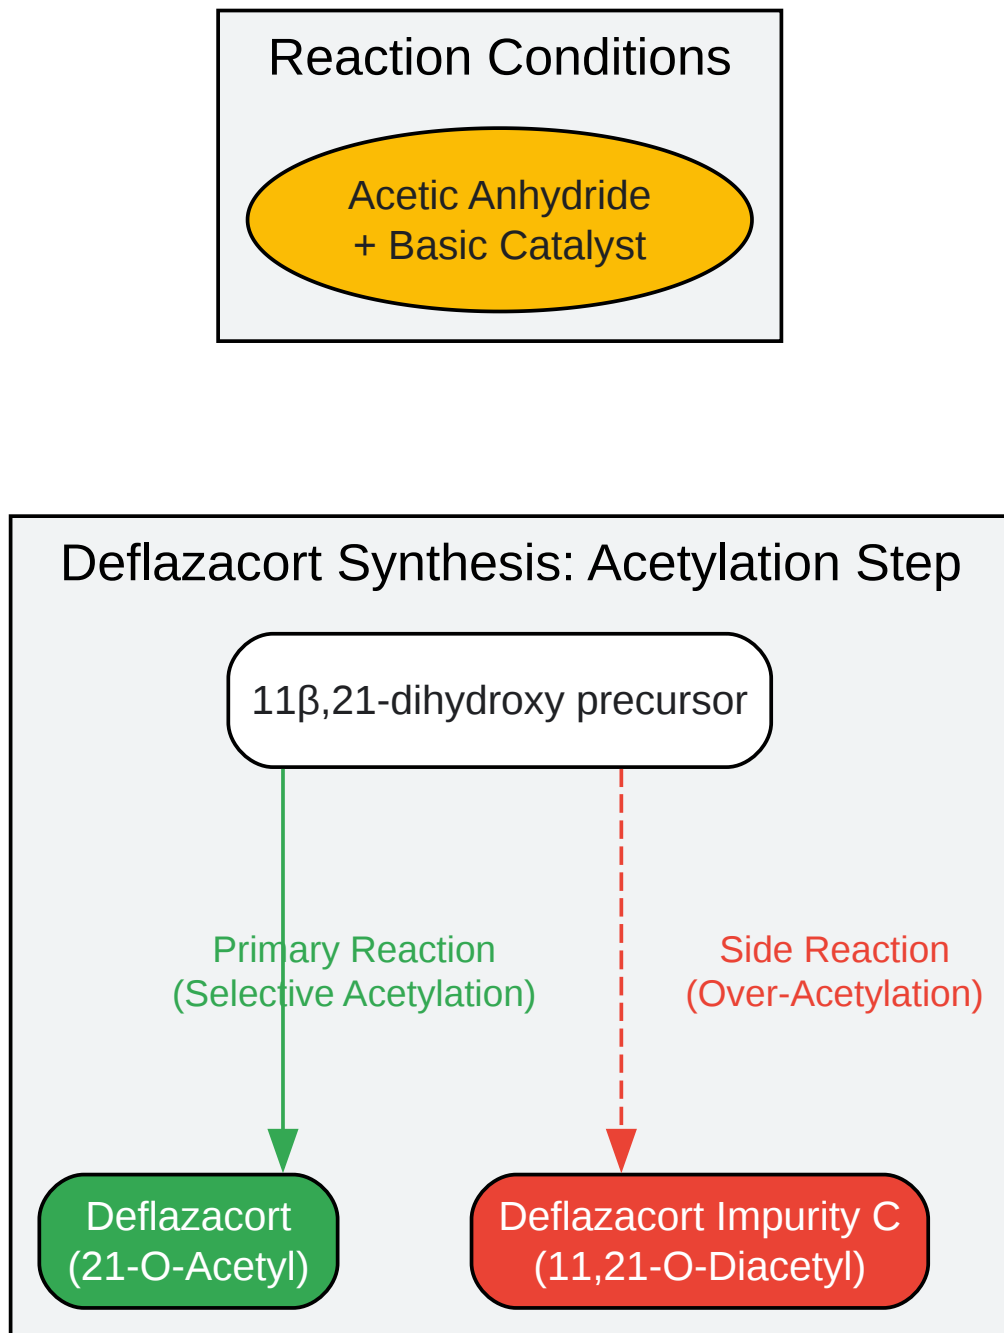 Reaction Conditions
Acetic Anhydride
+ Basic Catalyst
Deflazacort Synthesis: Acetylation Step
11β,21-dihydroxy precursor
Primary Reaction
(Selective Acetylation)
Side Reaction
(Over-Acetylation)
Deflazacort
(21-O-Acetyl)
Deflazacort Impurity C
(11,21-O-Diacetyl)